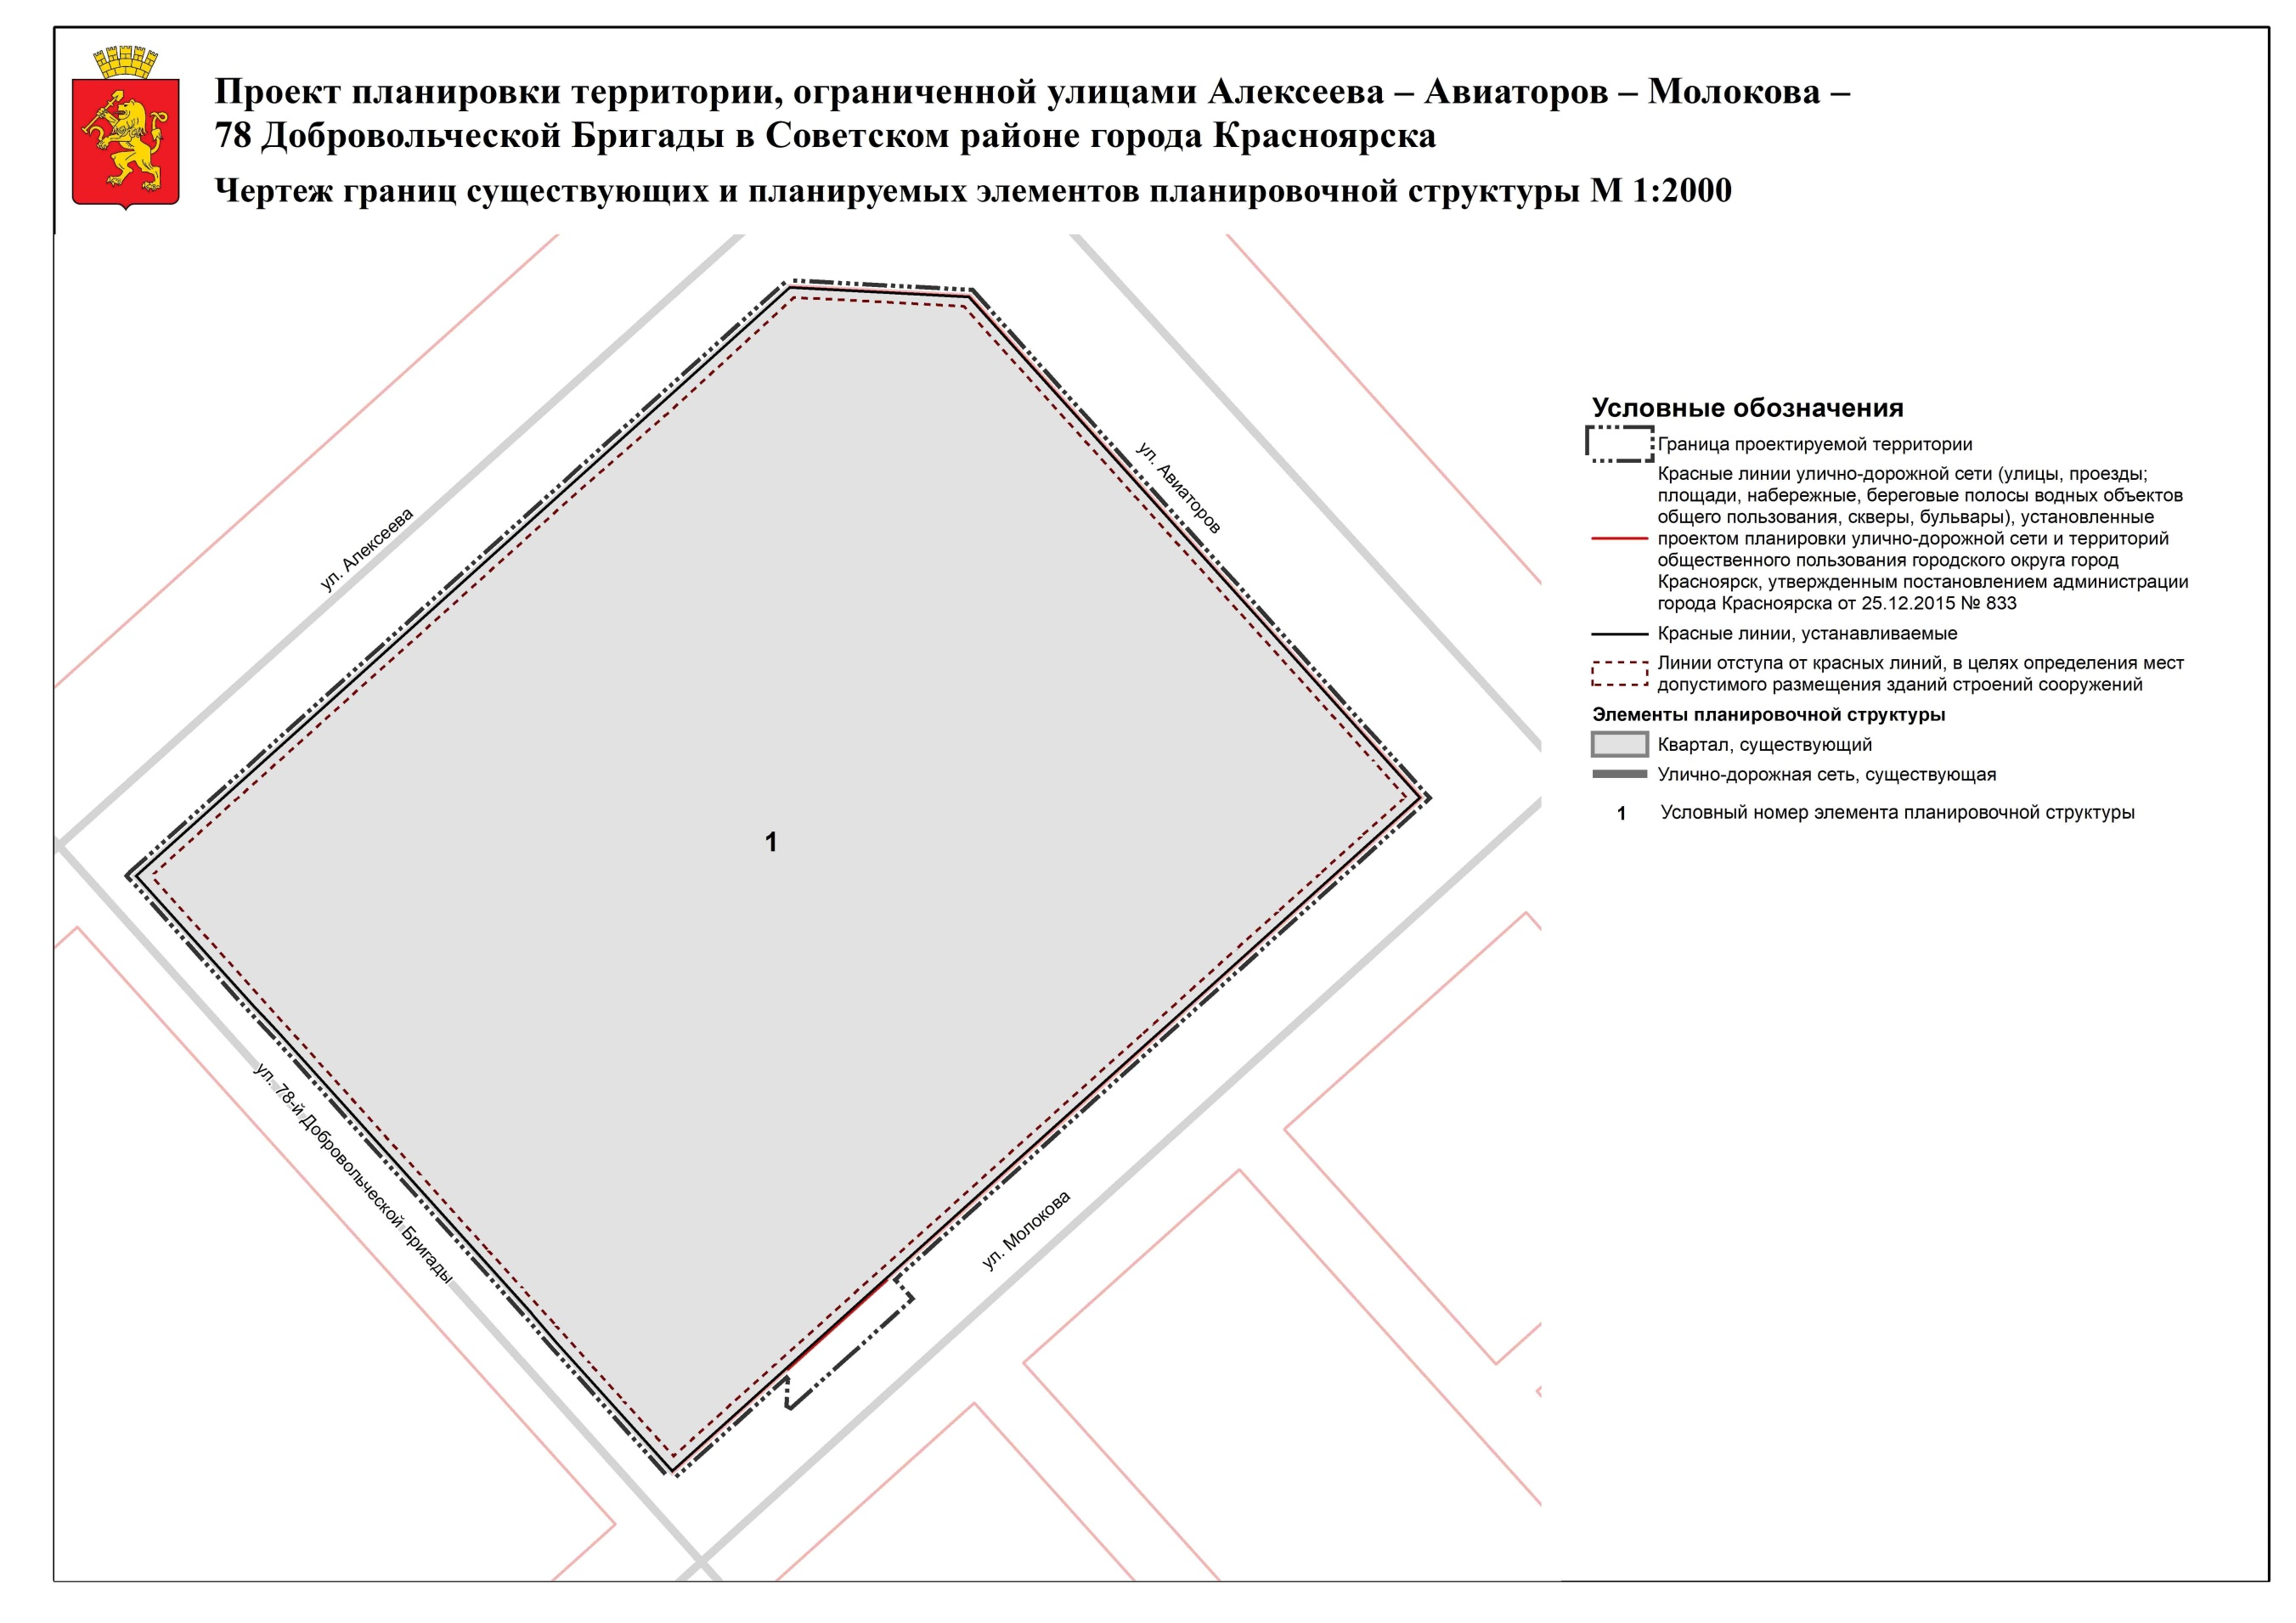 Проект планировки территории, ограниченной улицами Алексеева – Авиаторов – Молокова –
78 Добровольческой Бригады в Советском районе города Красноярска
Чертеж границ существующих и планируемых элементов планировочной структуры М 1:2000
ул. Алексеева
ул. Авиаторов
1
ул. 78-й Добровольческой Бригады
ул. Молокова
Условные обозначения
Граница проектируемой территории
Красные линии улично-дорожной сети (улицы, проезды;
площади, набережные, береговые полосы водных объектов
общего пользования, скверы, бульвары), установленные
проектом планировки улично-дорожной сети и территорий
общественного пользования городского округа город
Красноярск, утвержденным постановлением администрации
города Красноярска от 25.12.2015 № 833
Красные линии, устанавливаемые
Линии отступа от красных линий, в целях определения мест
допустимого размещения зданий строений сооружений
Элементы планировочной структуры
Квартал, существующий
Улично-дорожная сеть, существующая
1 Условный номер элемента планировочной структуры